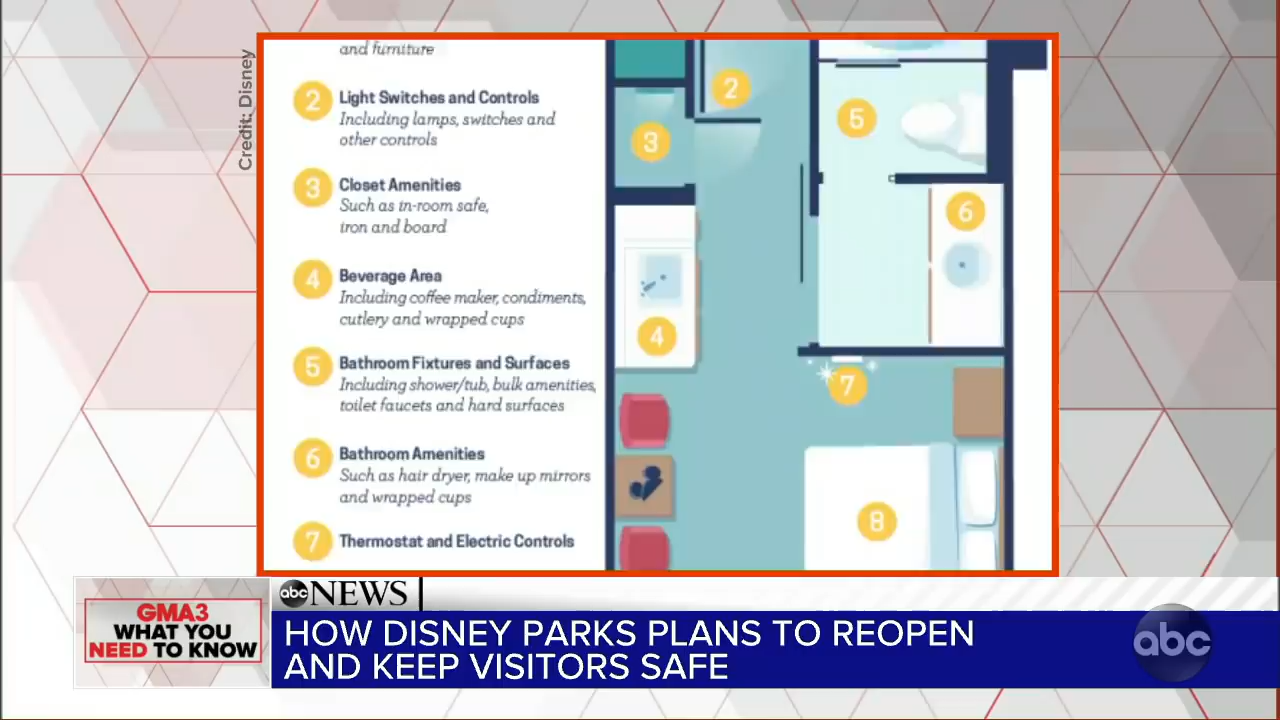 Credit: Disney
and furniture
2
Light Switches and Controls
Including lamps, switches and
other controls
3
Closet Amenities
Such as in-room safe,
iron and board
4
Beverage Area
Including coffee maker, condiments,
cutlery and wrapped cups
5
Bathroom Fixtures and Surfaces
Including shower/tub, bulk amenities,
toilet faucets and hard surfaces
6
Bathroom Amenities
Such as hair dryer, make up mirrors
and wrapped cups
7
Thermostat and Electric Controls
2
5
3
6
4
7
8
GMA3
WHAT YOU
NEED TO KNOW
abc NEWS
HOW DISNEY PARKS PLANS TO REOPEN
AND KEEP VISITORS SAFE
abc